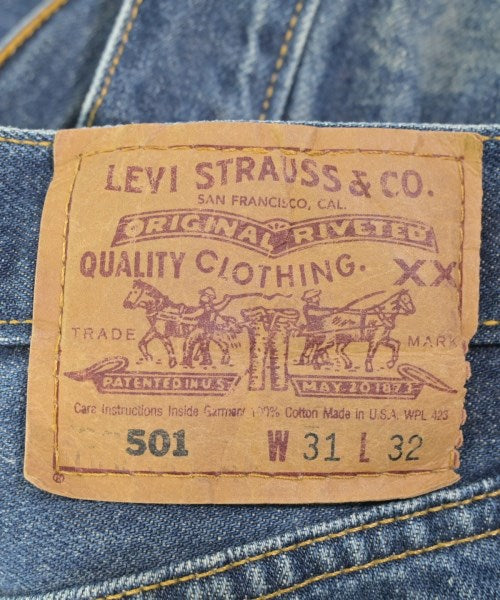 LEVI STRAUSS & CO.
SAN FRANCISCO, CAL.
ORIGINAL RIVETED
QUALITY CLOTHING. XX
TRADE MARK
PATENTED IN U.S. MAY 20 1873
Care Instructions Inside Garment 100% Cotton Made in U.S.A. WPL 423
501 W 31 L 32
®